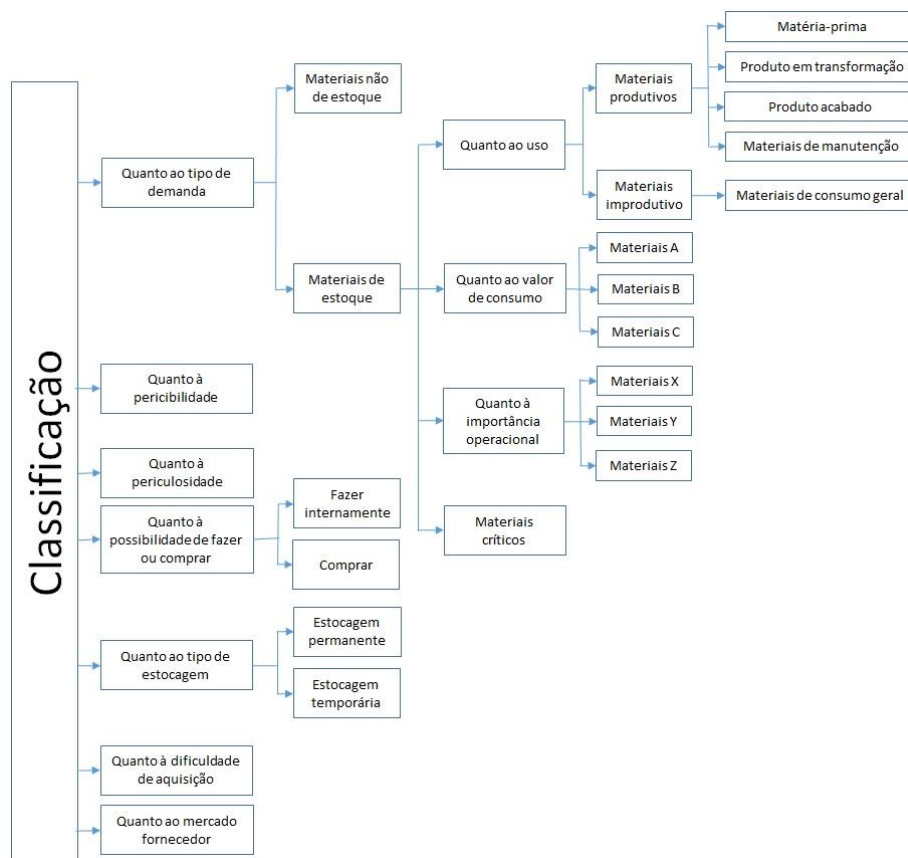 Classificação
Quanto ao tipo de
demanda
Materiais não
de estoque
Materiais de
estoque
Quanto ao uso
Materiais
produtivos
Matéria-prima
Produto em transformação
Produto acabado
Materiais de manutenção
Materiais
improdutivo
Materiais de consumo geral
Quanto ao valor
de consumo
Materiais A
Materiais B
Materiais C
Quanto à
importância
operacional
Materiais X
Materiais Y
Materiais Z
Materiais
críticos
Quanto à
pericibilidade
Quanto à
periculosidade
Quanto à
possibilidade de fazer
ou comprar
Fazer
internamente
Comprar
Quanto ao tipo de
estocagem
Estocagem
permanente
Estocagem
temporária
Quanto à dificuldade
de aquisição
Quanto ao mercado
fornecedor